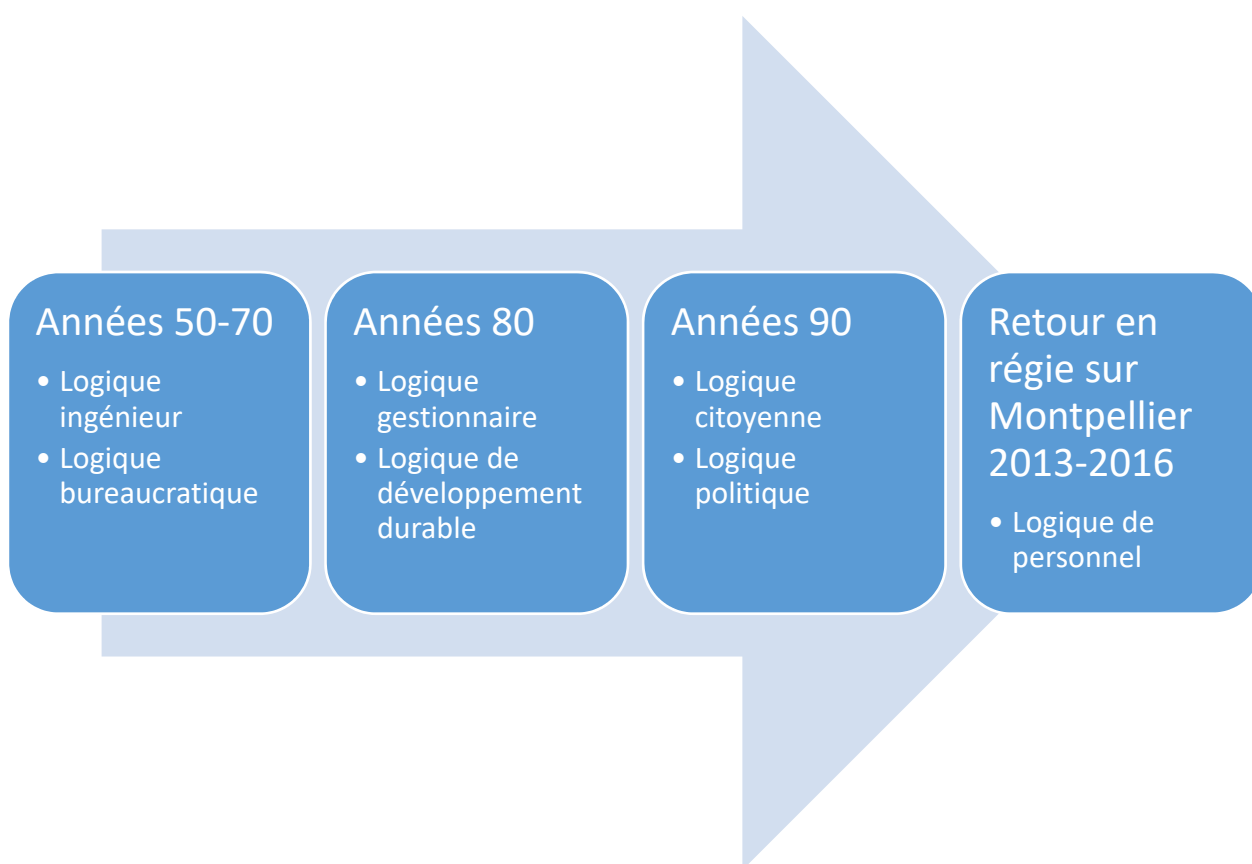 Années 50-70
• Logique
ingénieur
• Logique
bureaucratique
Années 80
• Logique
gestionnaire
• Logique de
développement
durable
Années 90
• Logique
citoyenne
• Logique
politique
Retour en
régie sur
Montpellier
2013-2016
• Logique de
personnel